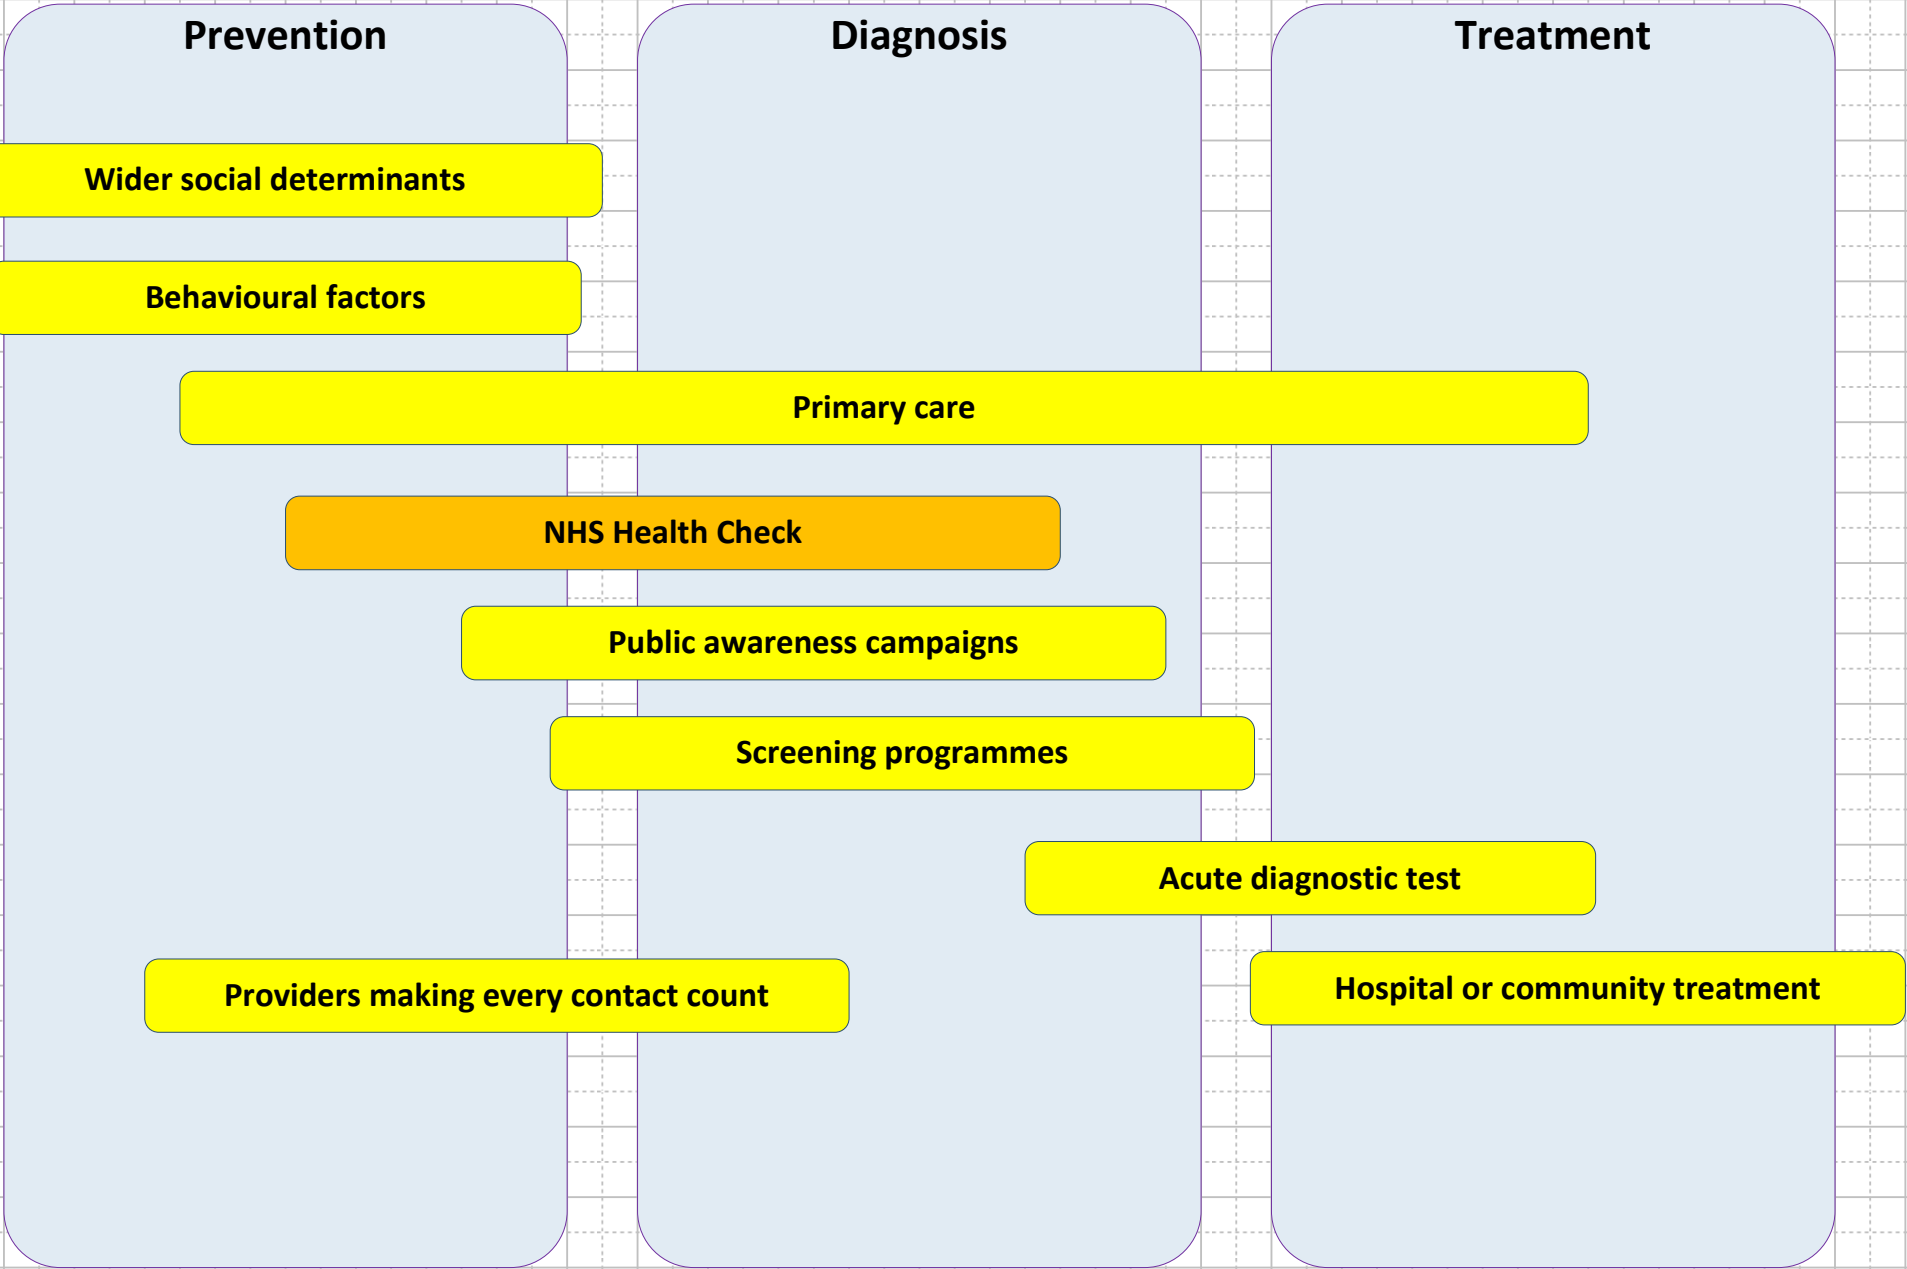 Prevention
Diagnosis
Treatment
Wider social determinants
Behavioural factors
Primary care
NHS Health Check
Public awareness campaigns
Screening programmes
Acute diagnostic test
Providers making every contact count
Hospital or community treatment